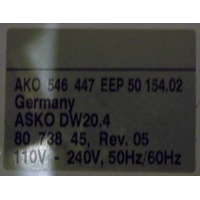 AKO 546 447 EEP 50 154.02
Germany
ASKO DW20.4
80 738 45, Rev. 05
110V - 240V, 50Hz/60Hz